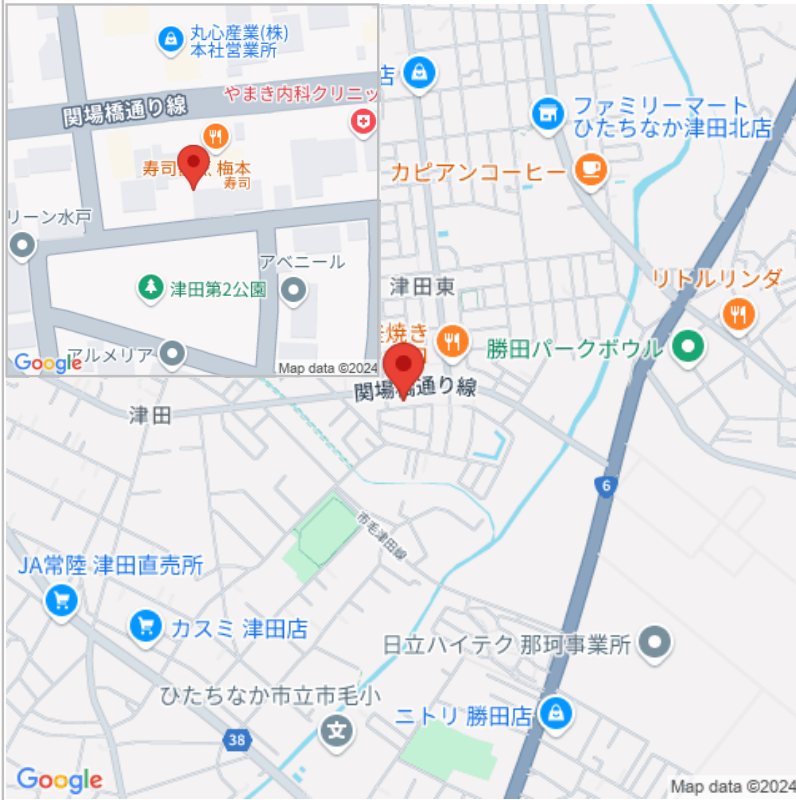 丸心産業(株)
本社営業所
関場橋通り線
やまき内科クリニッ
寿司
梅本
寿司
リーン水戸
アベニール
津田第2公園
アルメリア
Google
Map data ©2024
店
ファミリーマート
ひたちなか津田北店
カピアンコーヒー
津田東
リトルリンダ
焼き
勝田パークボウル
関場橋通り線
津田
6
市毛津田線
JA常陸 津田直売所
カスミ 津田店
日立ハイテク 那珂事業所
ひたちなか市立市毛小
文
ニトリ 勝田店
38
Google
Map data ©2024